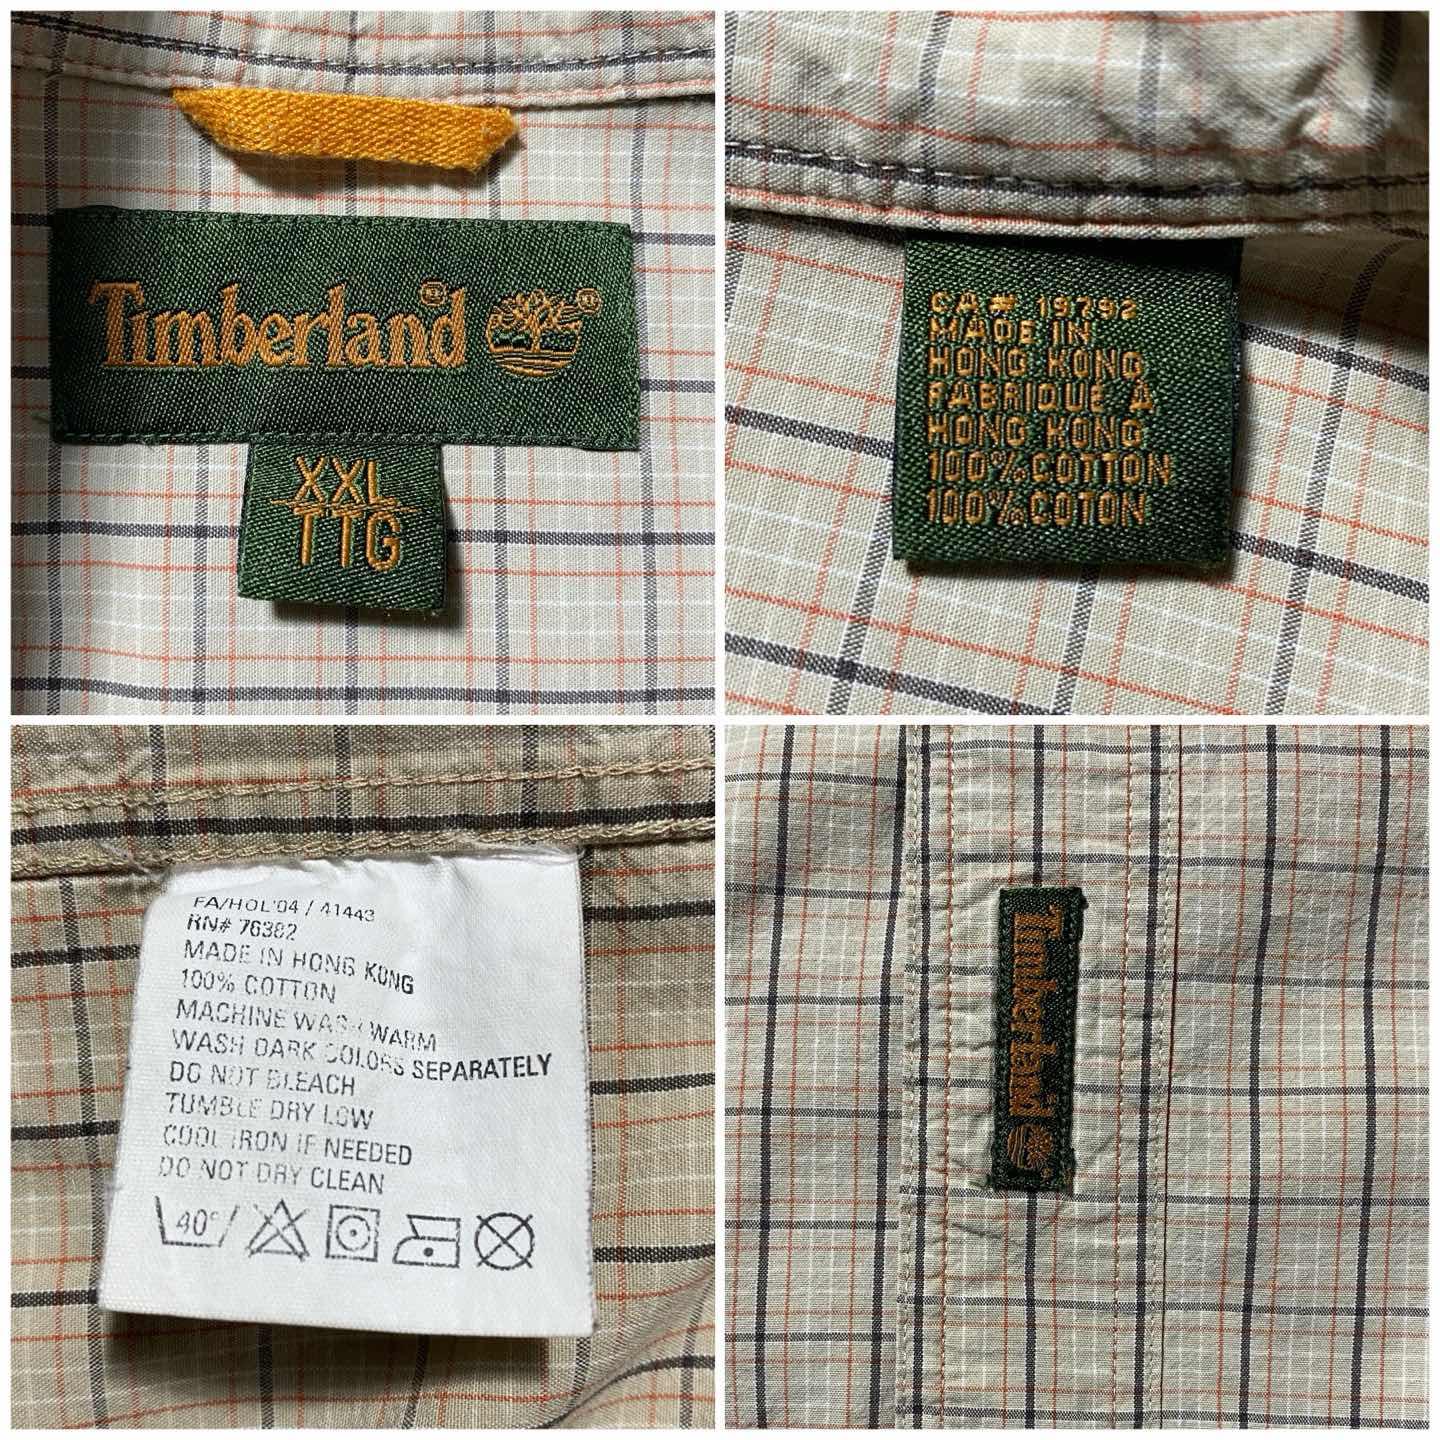 Timberland®
®
XXL
TTG
CA# 19792
MADE IN
HONG KONG
FABRIQUÉ À
HONG KONG
100% COTTON
100% COTON
FA/HOL'04 / 41443
RN# 76382
MADE IN HONG KONG
100% COTTON
MACHINE WASH WARM
WASH DARK COLORS SEPARATELY
DO NOT BLEACH
TUMBLE DRY LOW
COOL IRON IF NEEDED
DO NOT DRY CLEAN
40°
Timberland